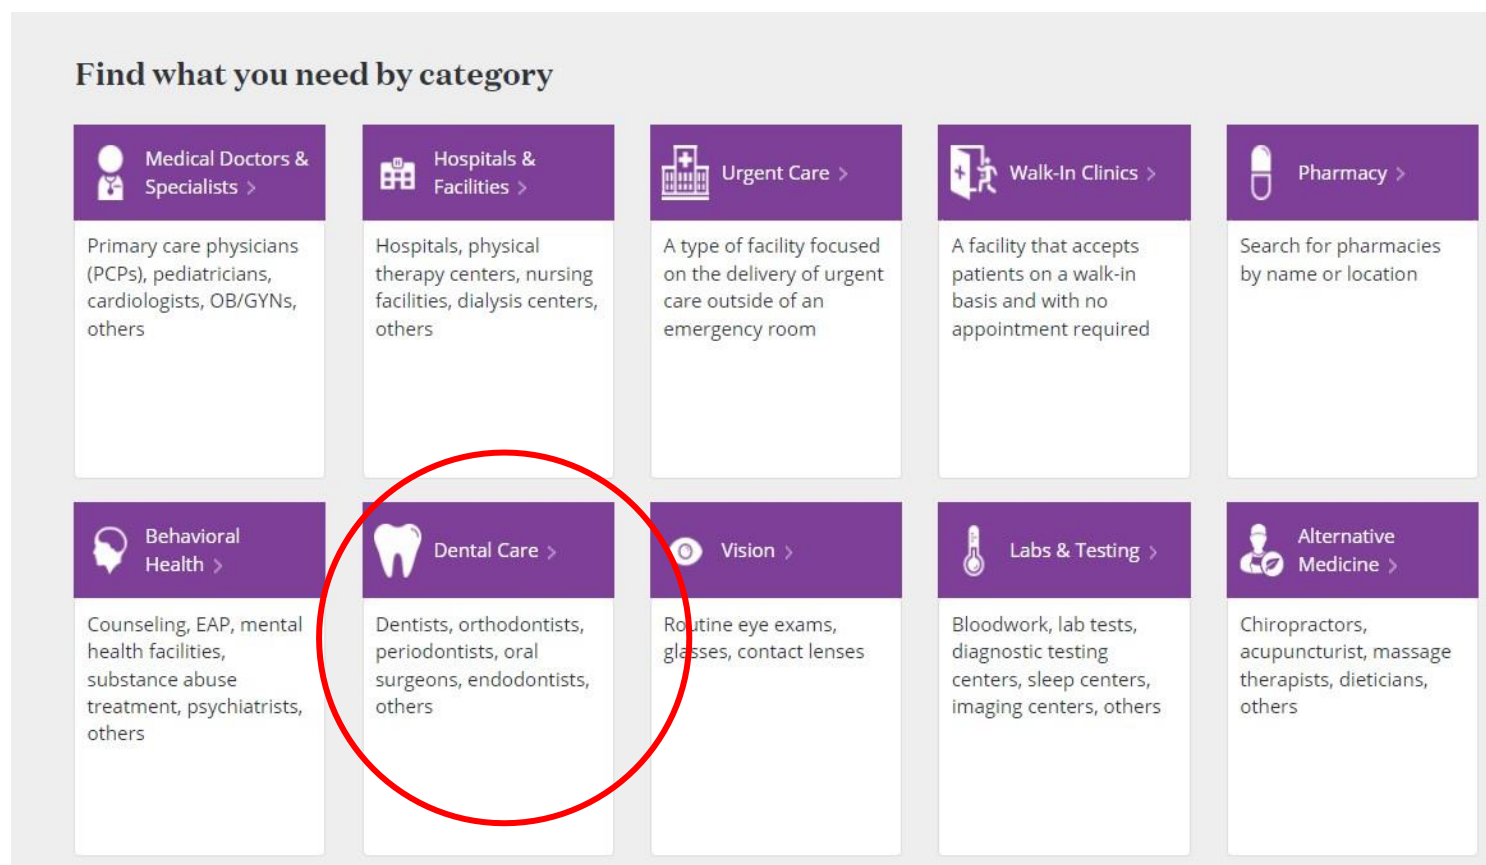 Find what you need by category
Medical Doctors &
Specialists >
Primary care physicians
(PCPs), pediatricians,
cardiologists, OB/GYNs,
others
Hospitals &
Facilities >
Hospitals, physical
therapy centers, nursing
facilities, dialysis centers,
others
Urgent Care >
A type of facility focused
on the delivery of urgent
care outside of an
emergency room
Walk-In Clinics >
A facility that accepts
patients on a walk-in
basis and with no
appointment required
Pharmacy >
Search for pharmacies
by name or location
Behavioral
Health >
Counseling, EAP, mental
health facilities,
substance abuse
treatment, psychiatrists,
others
Dental Care >
Dentists, orthodontists,
periodontists, oral
surgeons, endodontists,
others
Vision >
Routine eye exams,
glasses, contact lenses
Labs & Testing >
Bloodwork, lab tests,
diagnostic testing
centers, sleep centers,
imaging centers, others
Alternative
Medicine >
Chiropractors,
acupuncturist, massage
therapists, dieticians,
others